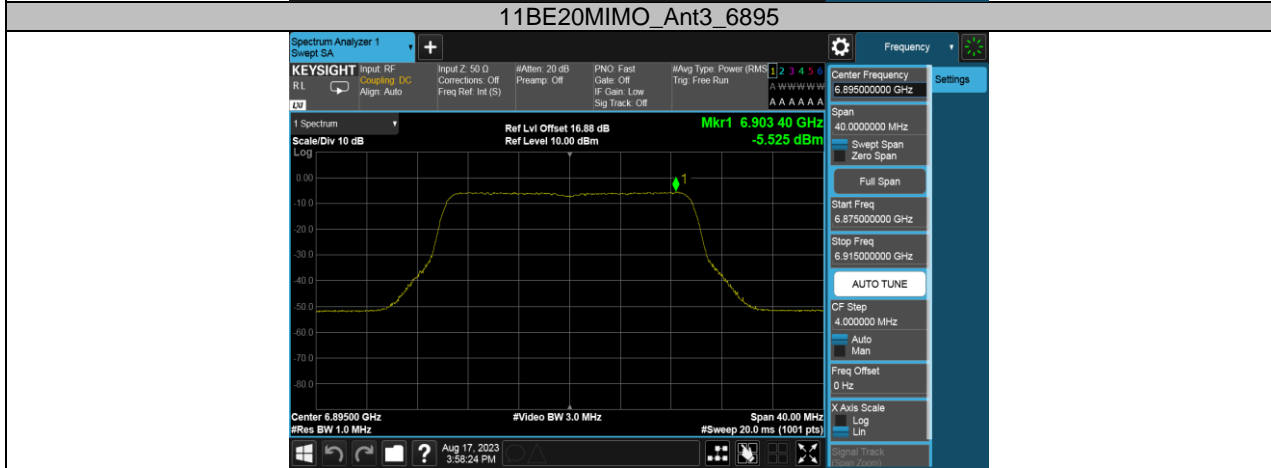 11BE20MIMO_Ant3_6895
Spectrum Analyzer 1
Swept SA
Frequency
KEYSIGHT
RL
LXI
Input: RF
Coupling: DC
Align: Auto
Input Z: 50 Ω
Corrections: Off
Freq Ref: Int (S)
#Atten: 20 dB
Preamp: Off
PNO: Fast
Gate: Off
IF Gain: Low
Sig Track: Off
#Avg Type: Power (RMS
Trig: Free Run
1 2 3 4 5 6
A W W W W W
A A A A A A
Center Frequency
6.895000000 GHz
Settings
Span
40.0000000 MHz
Swept Span
Zero Span
Full Span
Start Freq
6.875000000 GHz
Stop Freq
6.915000000 GHz
AUTO TUNE
CF Step
4.000000 MHz
Auto
Man
Freq Offset
0 Hz
X Axis Scale
Log
Lin
Signal Track
(Span Zoom)
1 Spectrum
Scale/Div 10 dB
Log
Ref Lvl Offset 16.88 dB
Ref Level 10.00 dBm
Mkr1 6.903 40 GHz
-5.525 dBm
1
0.00
-10.0
-20.0
-30.0
-40.0
-50.0
-60.0
-70.0
-80.0
Center 6.89500 GHz
#Res BW 1.0 MHz
#Video BW 3.0 MHz
Span 40.00 MHz
#Sweep 20.0 ms (1001 pts)
?
Aug 17, 2023
3:58:24 PM